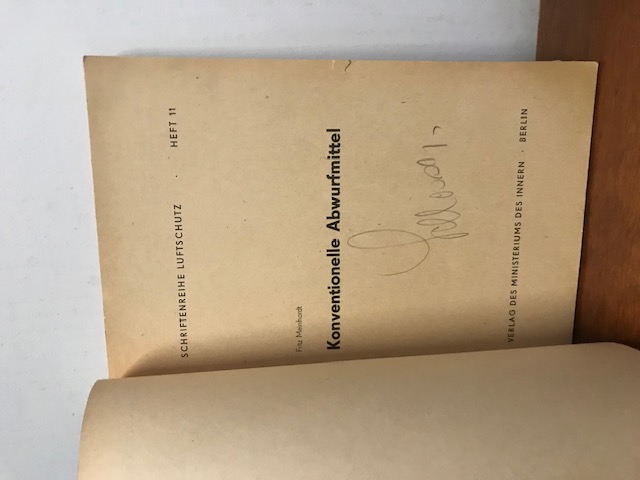 SCHRIFTENREIHE LUFTSCHUTZ · HEFT 11
Fritz Meinhardt
Konventionelle Abwurfmittel
VERLAG DES MINISTERIUMS DES INNERN · BERLIN